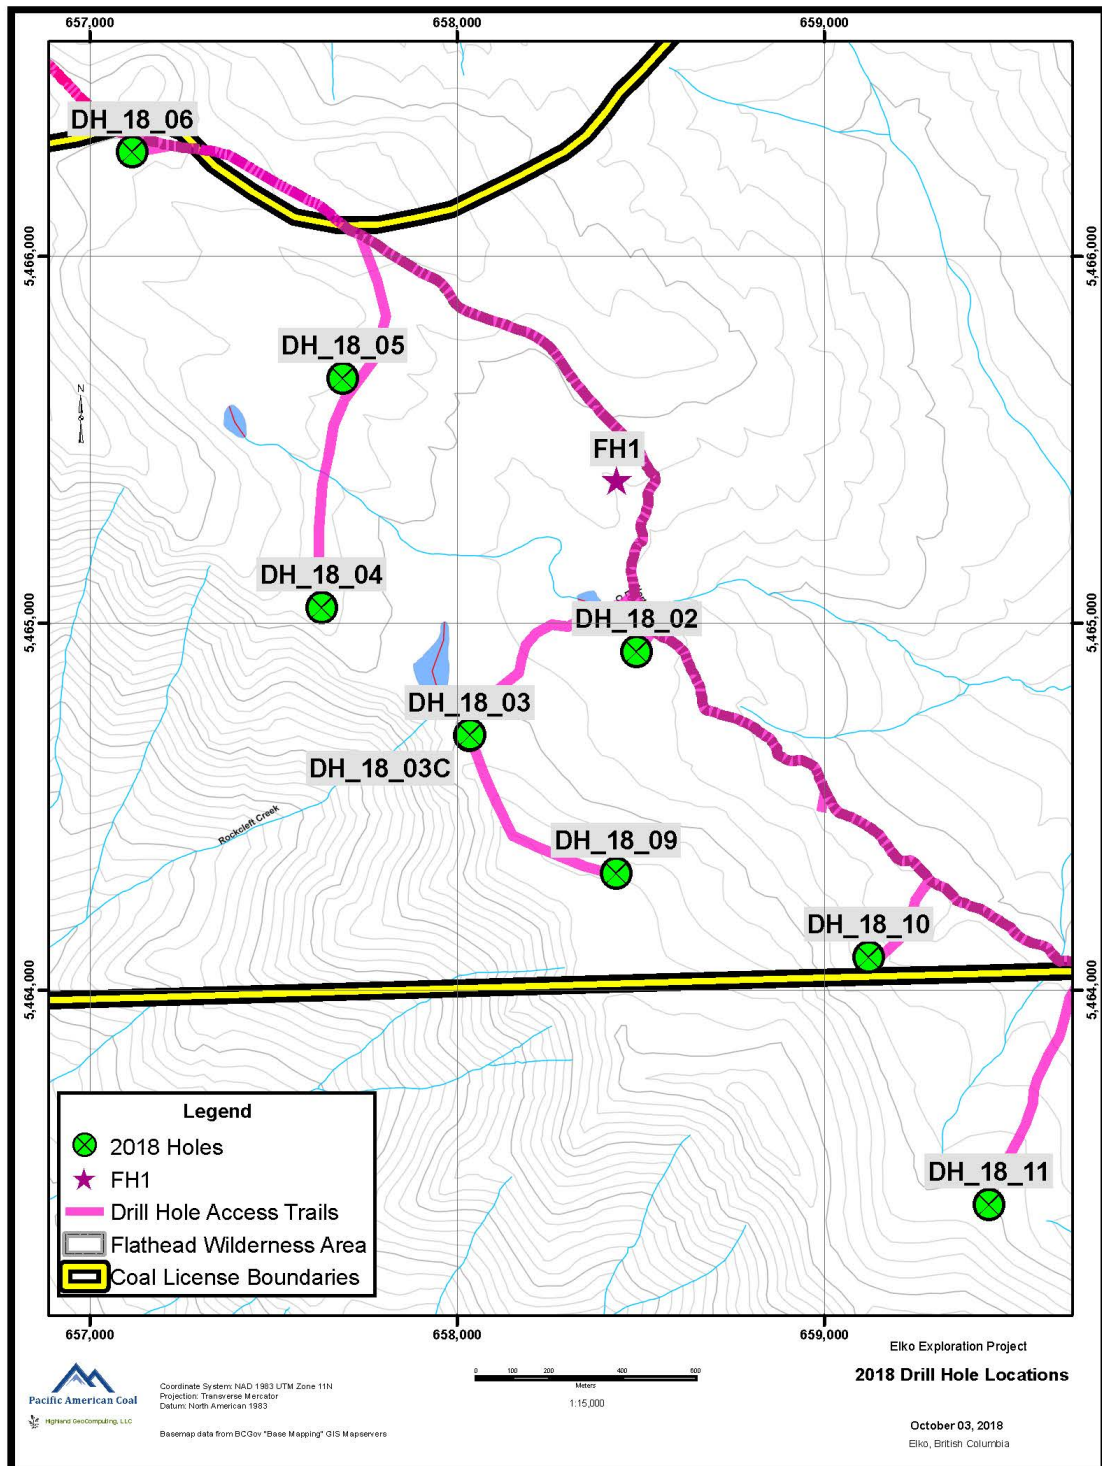 657,000
658,000
659,000
DH_18_06
5,466,000
5,466,000
DH_18_05
N
FH1
DH_18_04
5,465,000
5,465,000
DH_18_02
DH_18_03
DH_18_03C
Rockcleft Creek
DH_18_09
DH_18_10
5,464,000
5,464,000
DH_18_11
Legend
2018 Holes
FH1
Drill Hole Access Trails
Flathead Wilderness Area
Coal License Boundaries
657,000
658,000
659,000
Elko Exploration Project
2018 Drill Hole Locations
October 03, 2018
Elko, British Columbia
0 100 200 400 600
Meters
1:15,000
Pacific American Coal
Highland GeoComputing, LLC
Coordinate System: NAD 1983 UTM Zone 11N
Projection: Transverse Mercator
Datum: North American 1983
Basemap data from BCGov "Base Mapping" GIS Mapservers